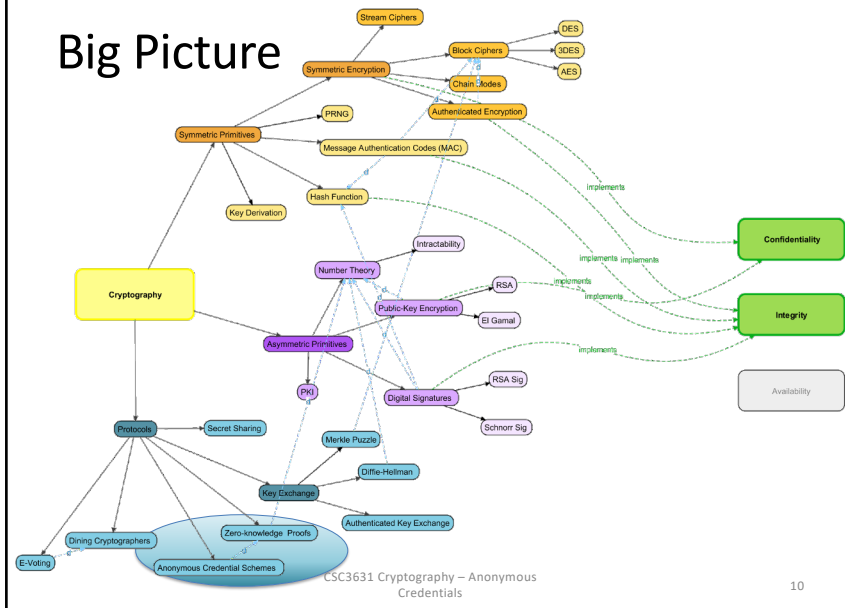 Big Picture
Stream Ciphers
DES
Block Ciphers
3DES
d
Symmetric Encryption
AES
Chain Modes
d
Authenticated Encryption
PRNG
Symmetric Primitives
Message Authentication Codes (MAC)
d
implements
Hash Function
Key Derivation
Confidentiality
Intractability
implements
implements
Number Theory
RSA
implements
d
implements
Public-Key Encryption
Cryptography
Integrity
El Gamal
d
Asymmetric Primitives
implements
RSA Sig
PKI
Digital Signatures
Availability
d
Schnorr Sig
Protocols
Secret Sharing
Merkle Puzzle
Diffie-Hellman
Key Exchange
Authenticated Key Exchange
Zero-knowledge Proofs
Dining Cryptographers
d
d
E-Voting
Anonymous Credential Schemes
CSC3631 Cryptography – Anonymous
Credentials
10